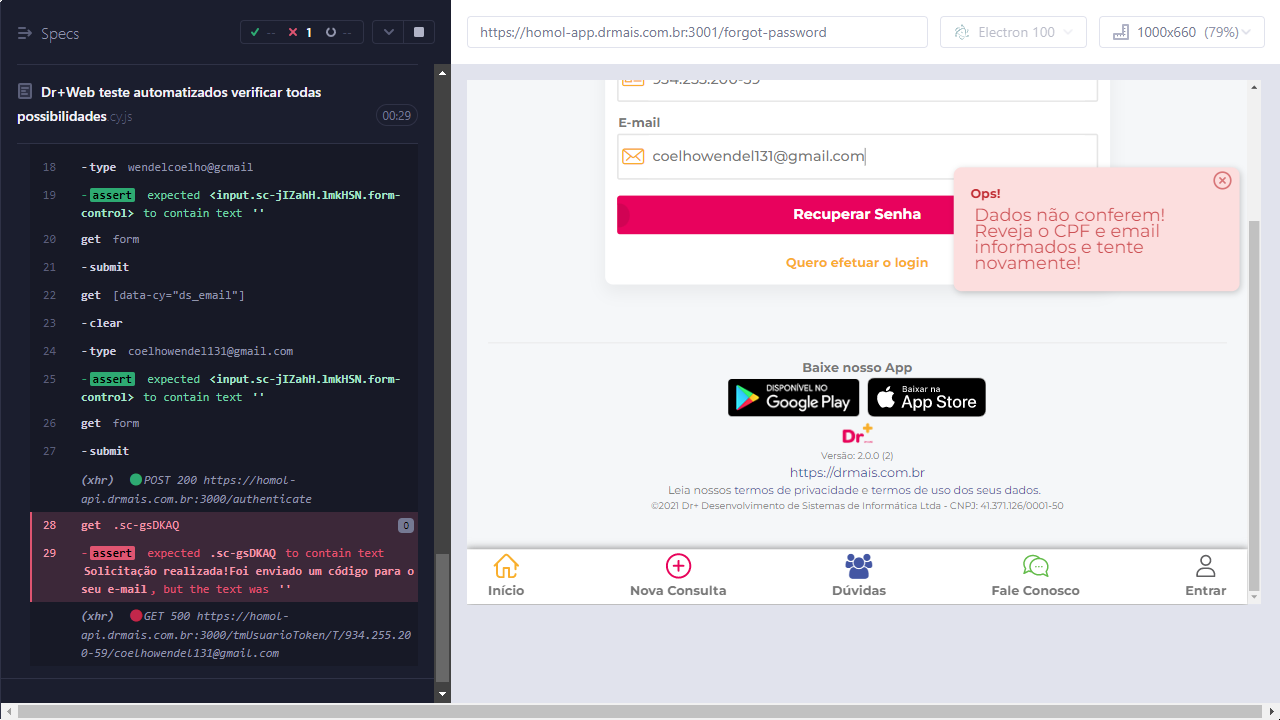 Specs
-- 1 --
Dr+Web teste automatizados verificar todas
possibilidades.cy.js
00:29
18 -type wendelcoelho@gcmail
19 -assert expected <input.sc-jIZahH.lmkHSN.form-
control> to contain text ''
20 get form
21 -submit
22 get [data-cy="ds_email"]
23 -clear
24 -type coelhowendel131@gmail.com
25 -assert expected <input.sc-jIZahH.lmkHSN.form-
control> to contain text ''
26 get form
27 -submit
(xhr) POST 200 https://homol-
api.drmais.com.br:3000/authenticate
28 get .sc-gsDKAQ 0
29 -assert expected .sc-gsDKAQ to contain text
Solicitação realizada!Foi enviado um código para o
seu e-mail, but the text was ''
(xhr) GET 500 https://homol-
api.drmais.com.br:3000/tmUsuarioToken/T/934.255.20
0-59/coelhowendel131@gmail.com
https://homol-app.drmais.com.br:3001/forgot-password
Electron 100
1000x660 (79%)
934.255.200-59
E-mail
coelhowendel131@gmail.com
Recuperar Senha
Quero efetuar o login
Ops!
Dados não conferem!
Reveja o CPF e email
informados e tente
novamente!
Baixe nosso App
DISPONÍVEL NO
Google Play
Baixar na
App Store
Dr+
Versão: 2.0.0 (2)
https://drmais.com.br
Leia nossos termos de privacidade e termos de uso dos seus dados.
©2021 Dr+ Desenvolvimento de Sistemas de Informática Ltda - CNPJ: 41.371.126/0001-50
Início
Nova Consulta
Dúvidas
Fale Conosco
Entrar